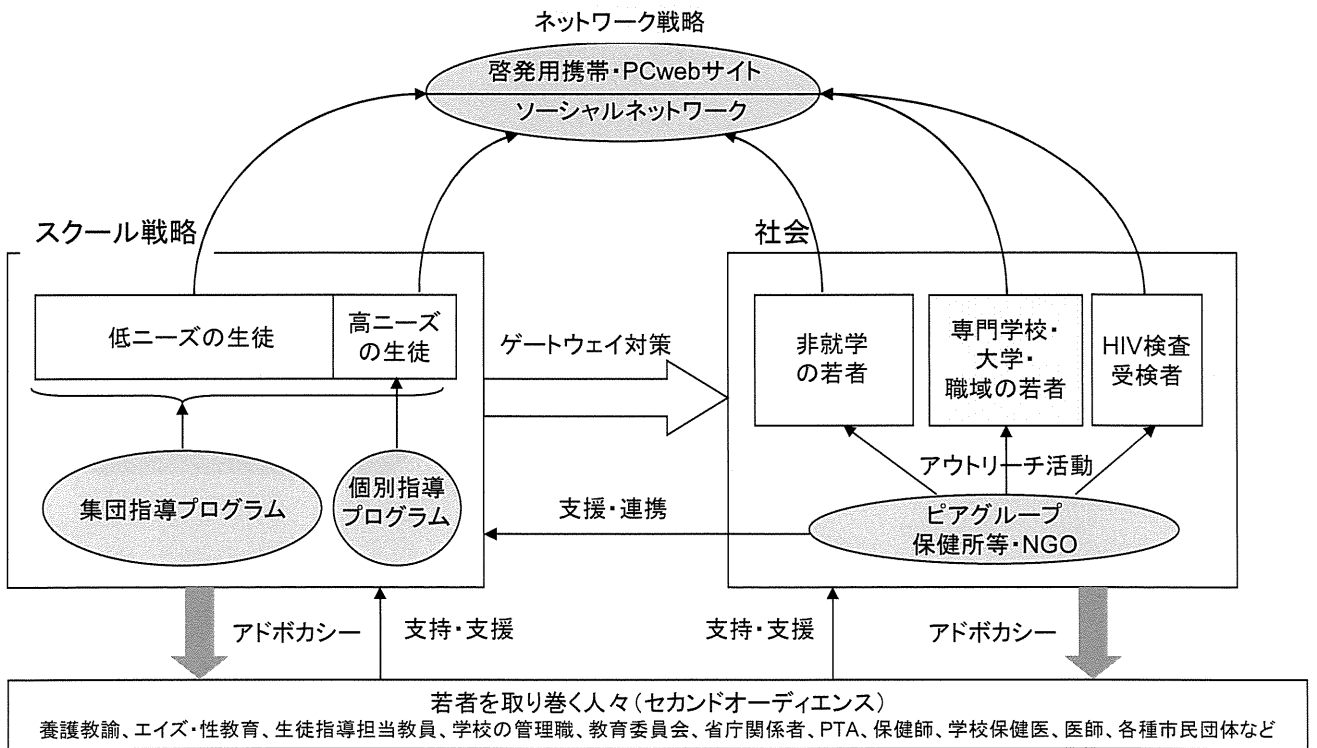 ネットワーク戦略
啓発用携帯・PCwebサイト
ソーシャルネットワーク
スクール戦略
社会
低ニーズの生徒
高ニーズ
の生徒
ゲートウェイ対策
非就学
の若者
専門学校・
大学・
職域の若者
HIV検査
受検者
アウトリーチ活動
集団指導プログラム
個別指導
プログラム
支援・連携
ピアグループ
保健所等・NGO
アドボカシー
支持・支援
支持・支援
アドボカシー
若者を取り巻く人々（セカンドオーディエンス）
養護教諭、エイズ・性教育、生徒指導担当教員、学校の管理職、教育委員会、省庁関係者、PTA、保健師、学校保健医、医師、各種市民団体など